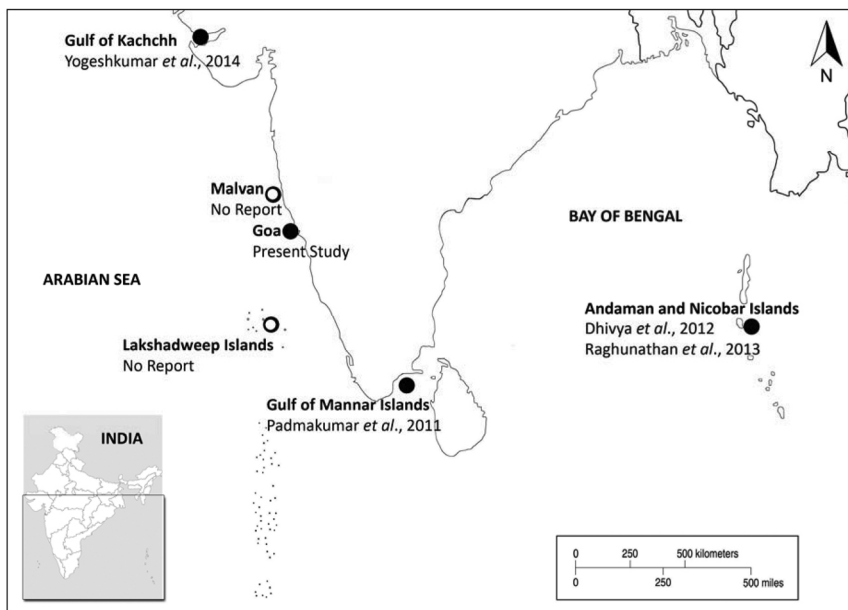 Gulf of Kachchh
Yogeshkumar et al., 2014
N
Malvan
No Report
Goa
Present Study
BAY OF BENGAL
ARABIAN SEA
Andaman and Nicobar Islands
Dhivya et al., 2012
Raghunathan et al., 2013
Lakshadweep Islands
No Report
Gulf of Mannar Islands
Padmakumar et al., 2011
INDIA
0 250 500 kilometers
0 250 500 miles